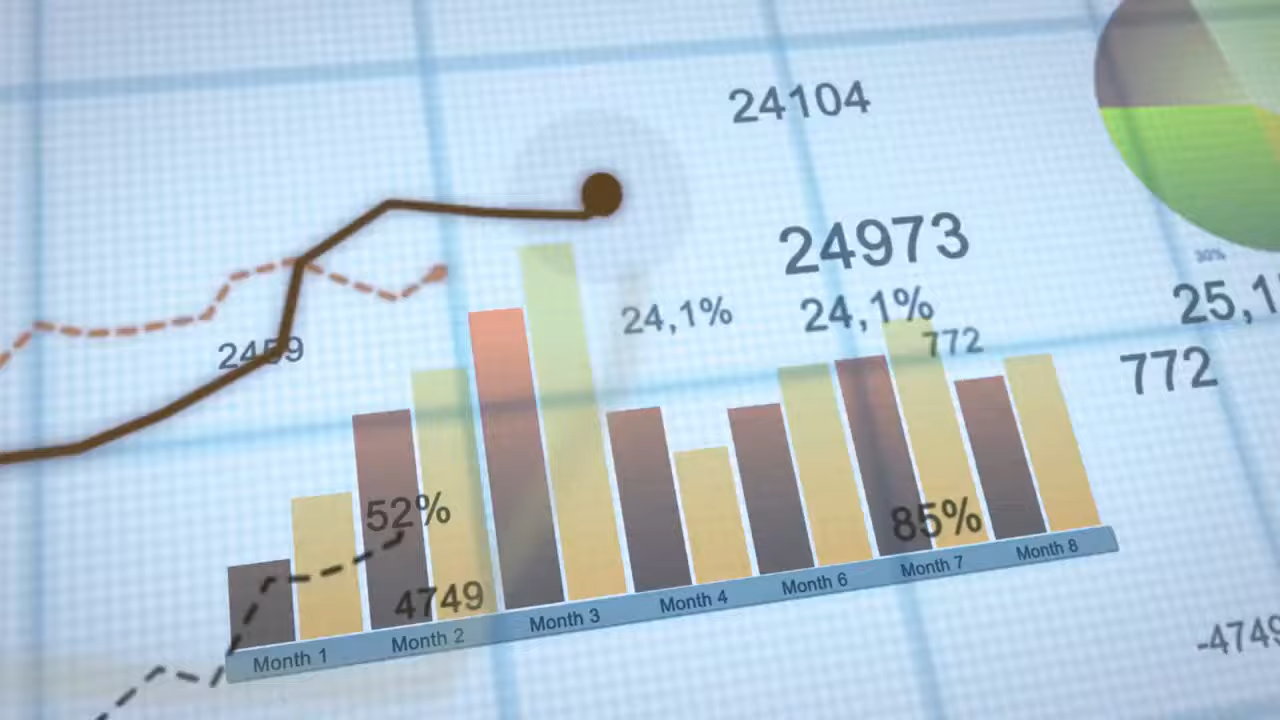 24104
24973
30%
25,1
24,1%
24,1%
772
2459
772
52%
85%
4749
Month 1
Month 2
Month 3
Month 4
Month 6
Month 7
Month 8
-4749